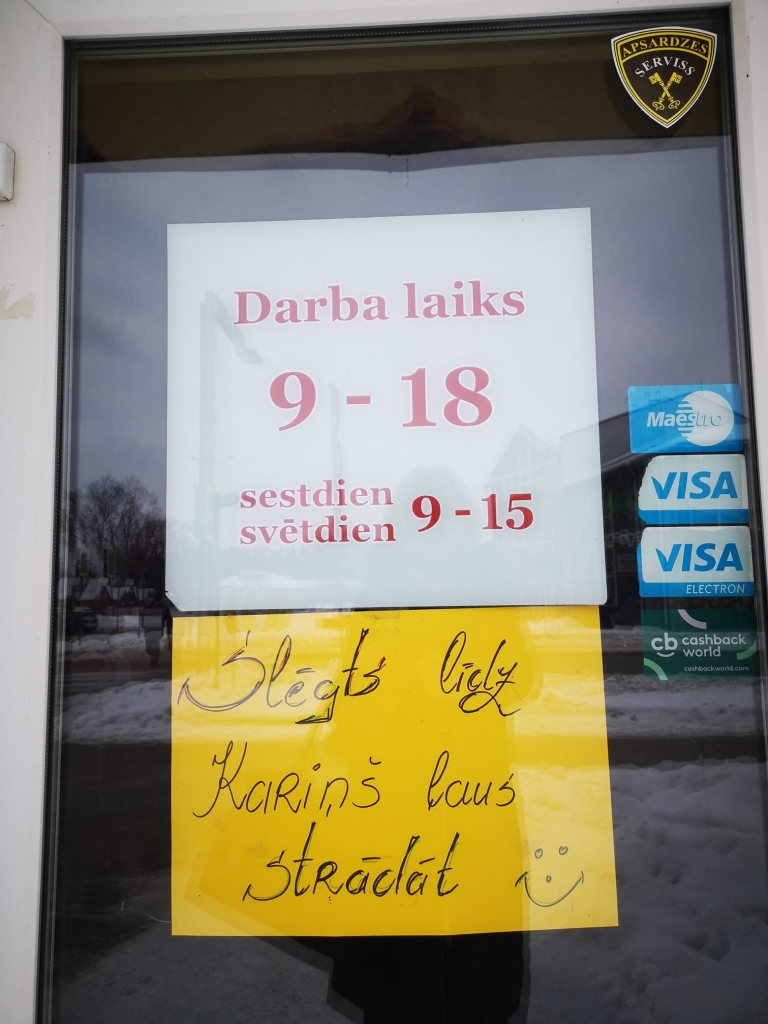 APSARDZES
SERVISS
Darba laiks
9 - 18
sestdien
svētdien
9 - 15
Maestro
VISA
VISA
ELECTRON
cb cashback
world
cashbackworld.com
Slēgts līdz
Kariņš ļaus
strādāt